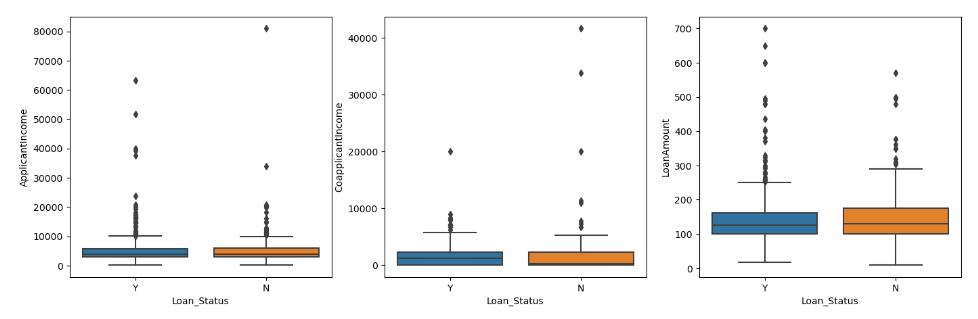 ApplicantIncome
80000
70000
60000
50000
40000
30000
20000
10000
0
Y
N
Loan_Status
CoapplicantIncome
40000
30000
20000
10000
0
Y
N
Loan_Status
LoanAmount
700
600
500
400
300
200
100
0
Y
N
Loan_Status